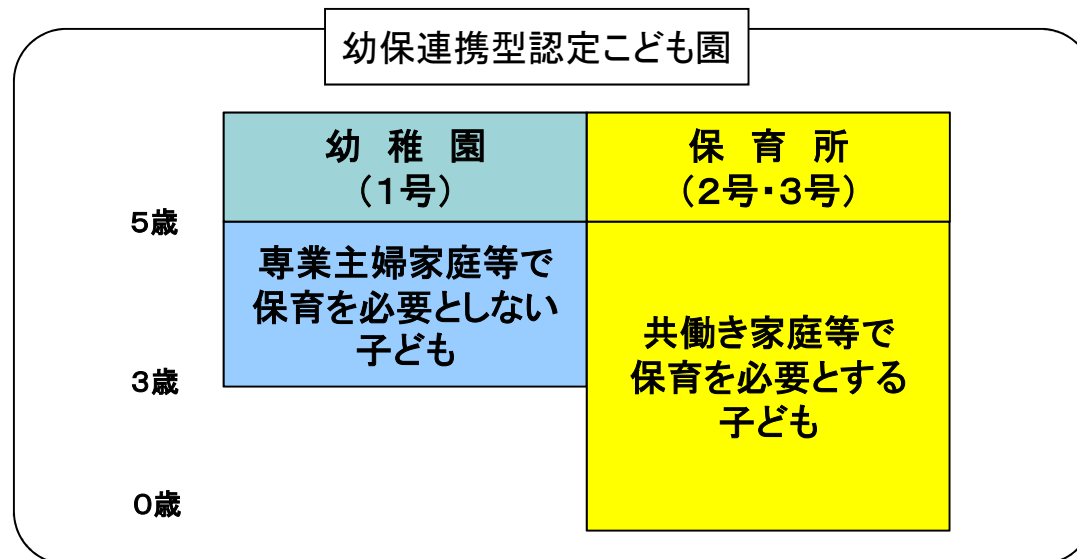 幼保連携型認定こども園
幼　稚　園
（１号）
保　育　所
（２号・３号）
5歳
専業主婦家庭等で
保育を必要としない
子ども
共働き家庭等で
保育を必要とする
子ども
3歳
0歳